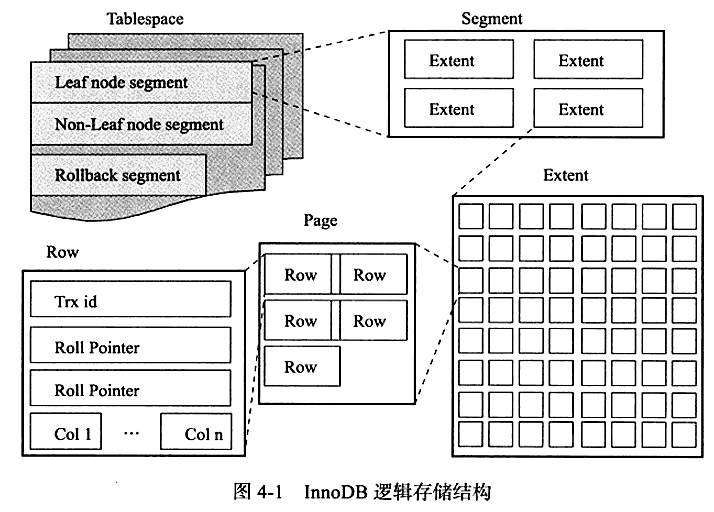 Tablespace
Leaf node segment
Non-Leaf node segment
Rollback segment
Segment
Extent Extent
Extent Extent
Extent
Page
Row Row
Row Row
Row
Row
Trx id
Roll Pointer
Roll Pointer
Col 1 ... Col n
图 4-1 InnoDB 逻辑存储结构